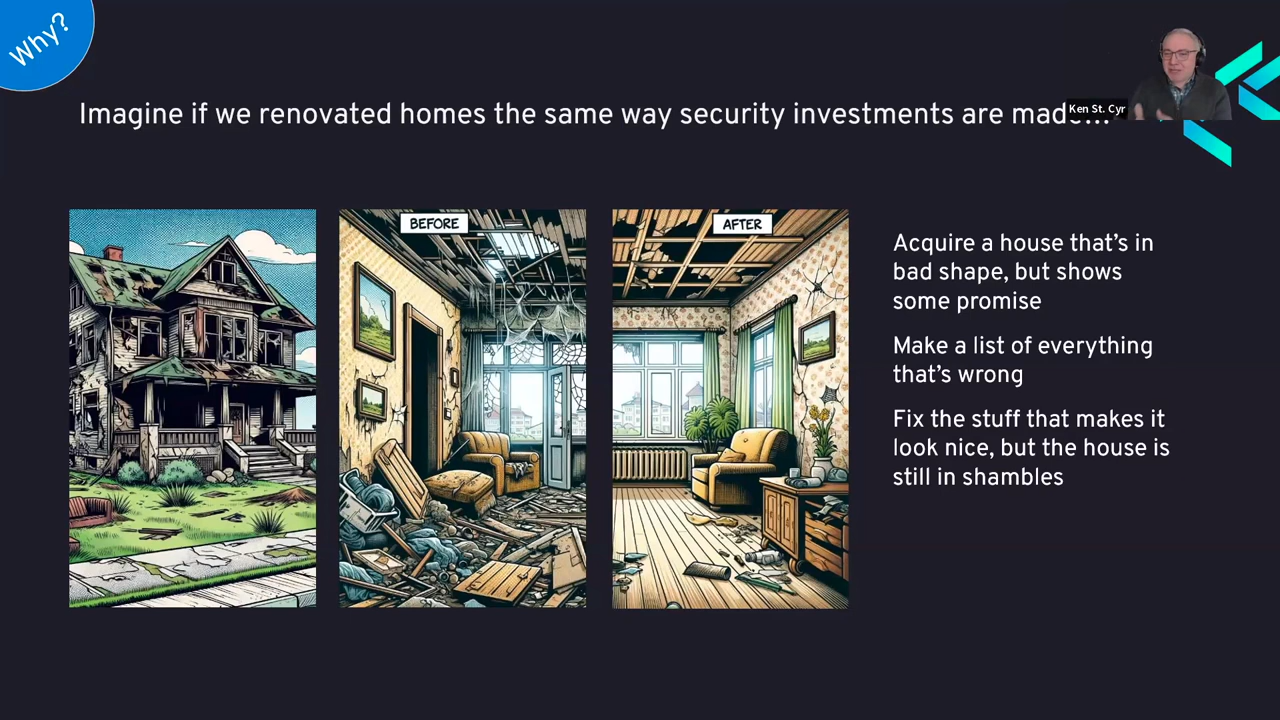 Why?
Imagine if we renovated homes the same way security investments are made...
Ken St. Cyr
BEFORE
AFTER
Acquire a house that's in
bad shape, but shows
some promise
Make a list of everything
that's wrong
Fix the stuff that makes it
look nice, but the house is
still in shambles